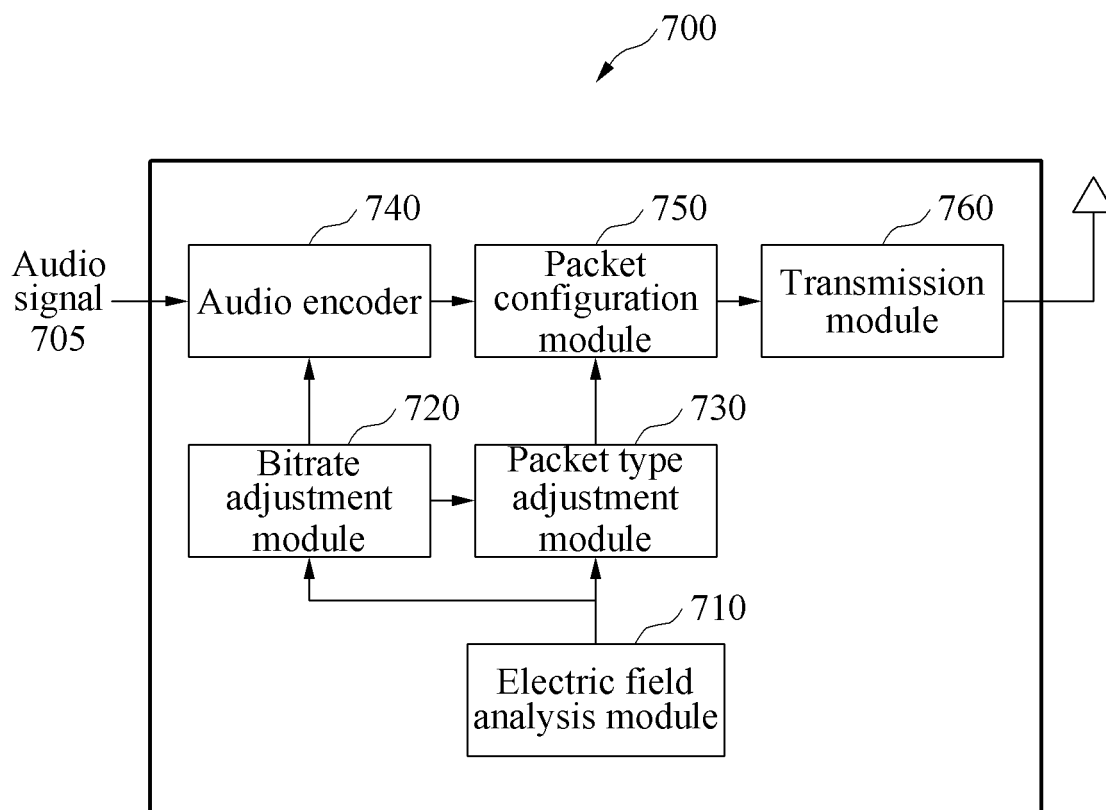 700
740
750
760
Audio
signal
705
Audio encoder
Packet
configuration
module
Transmission
module
720
730
Bitrate
adjustment
module
Packet type
adjustment
module
710
Electric field
analysis module